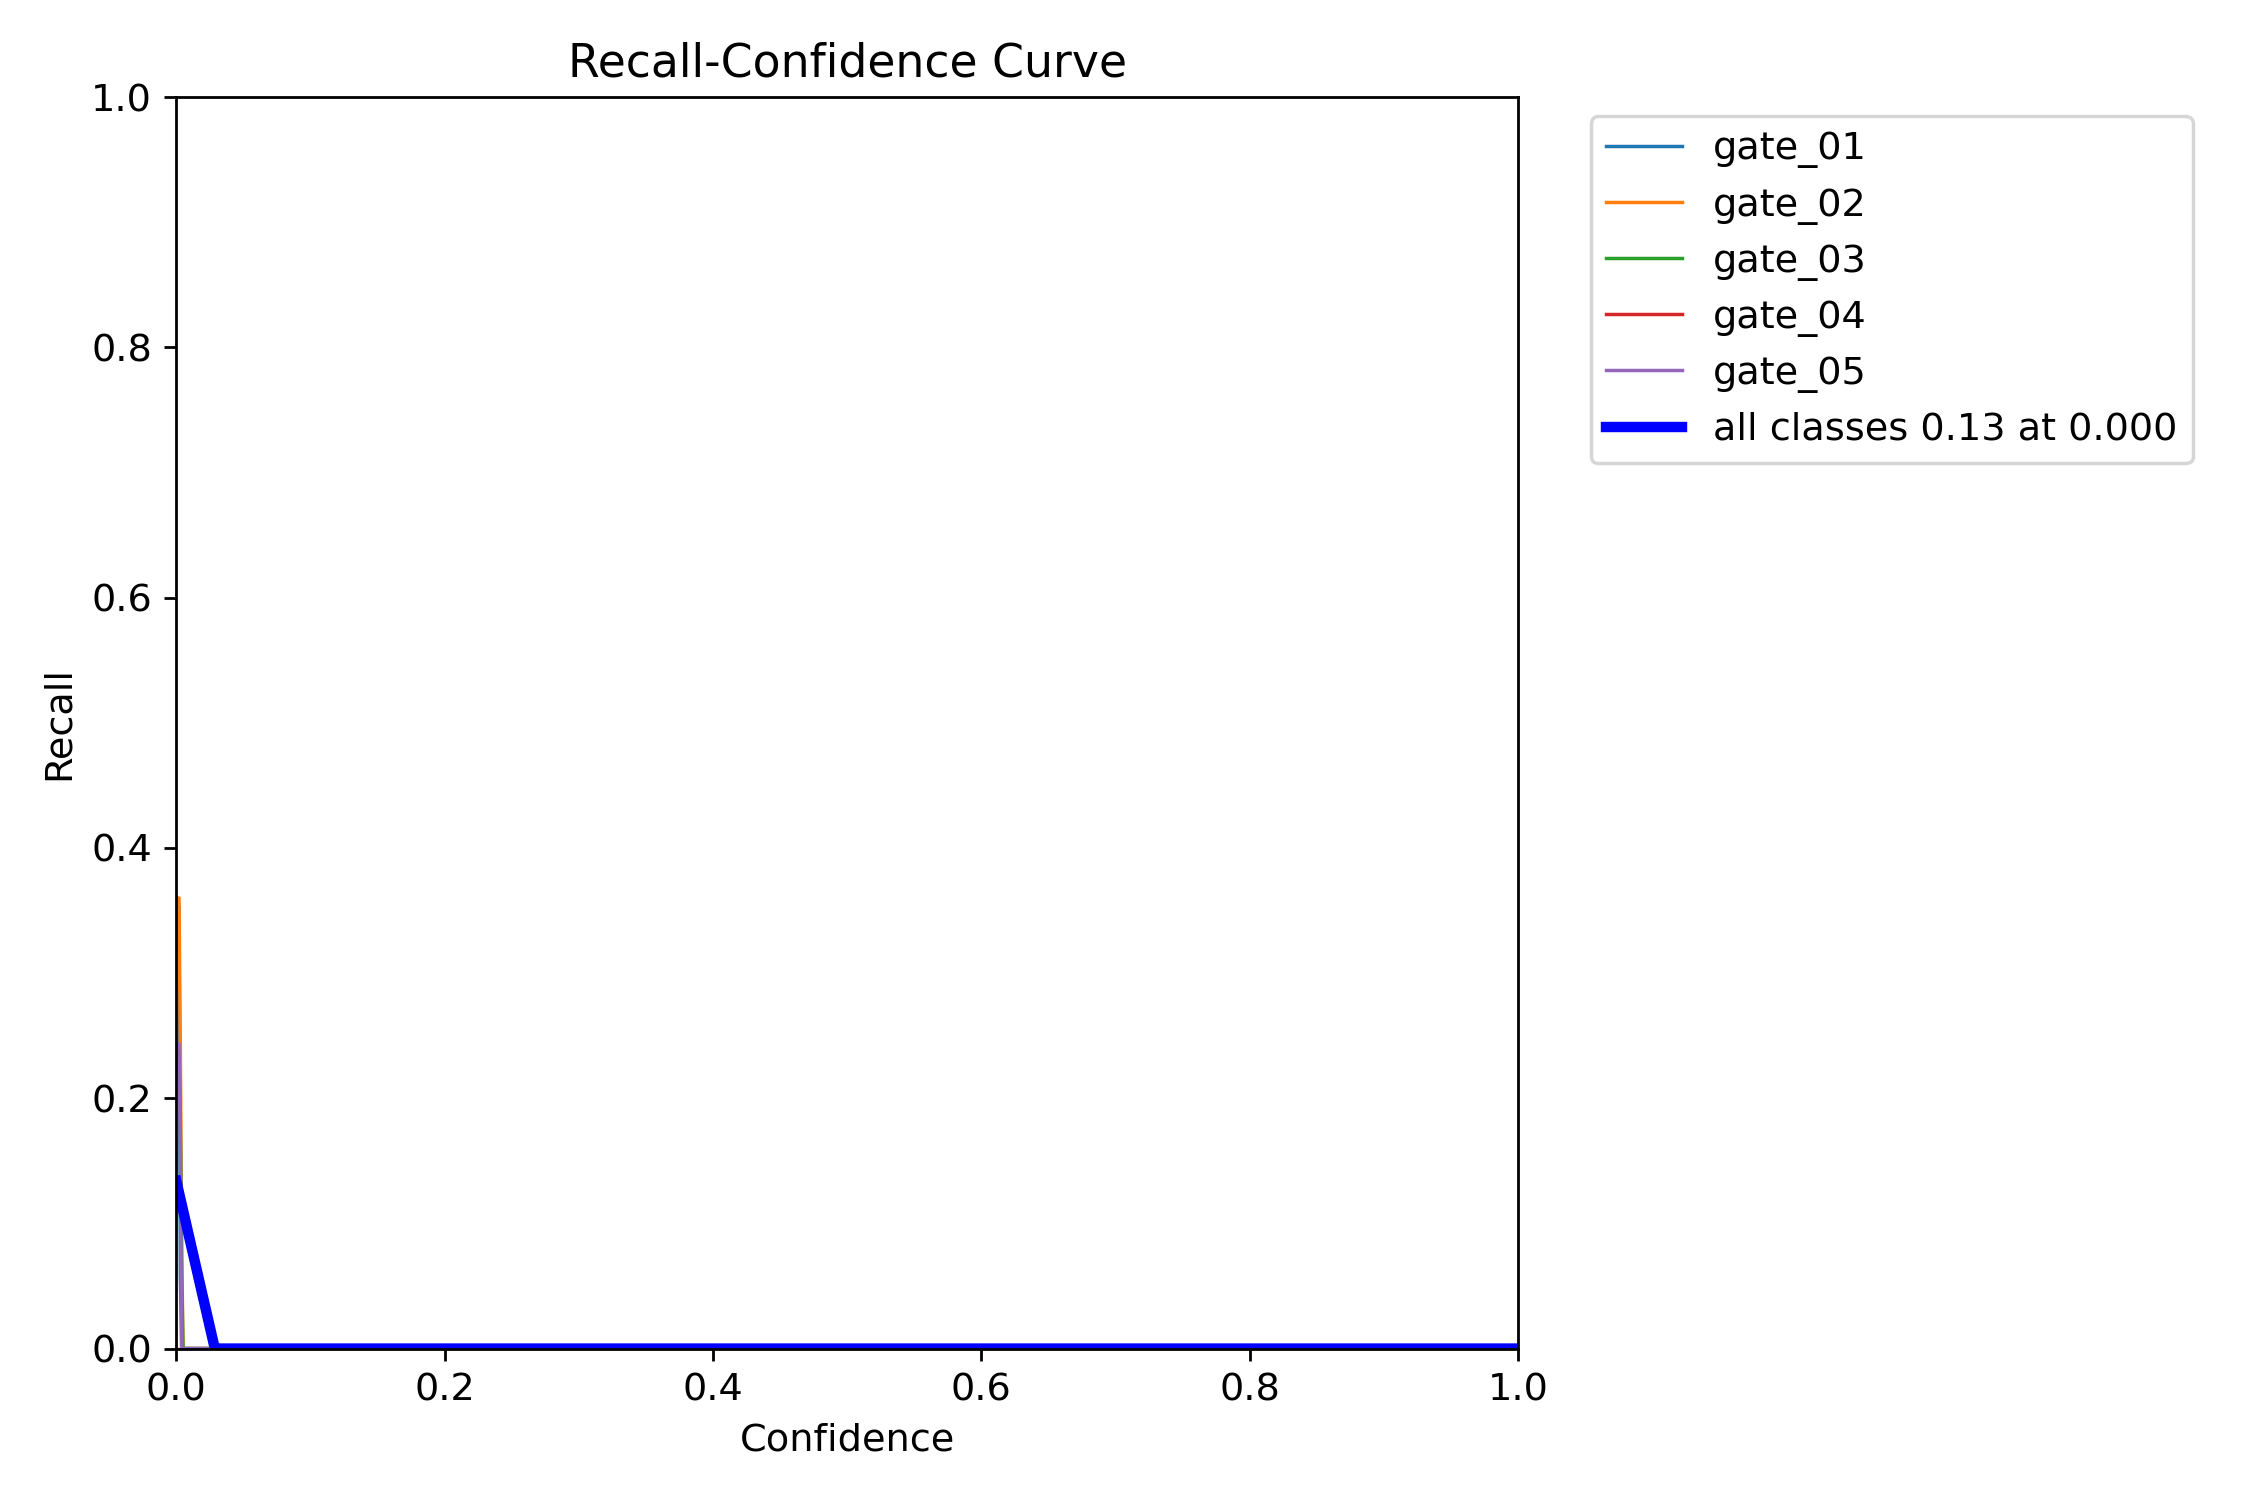 Recall-Confidence Curve
1.0
0.8
0.6
0.4
0.2
0.0
Recall
0.0 0.2 0.4 0.6 0.8 1.0
Confidence
gate_01
gate_02
gate_03
gate_04
gate_05
all classes 0.13 at 0.000